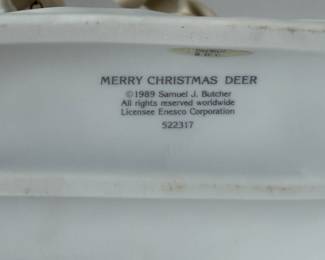 MERRY CHRISTMAS DEER
©1989 Samuel J. Butcher
All rights reserved worldwide
Licensee Enesco Corporation
522317